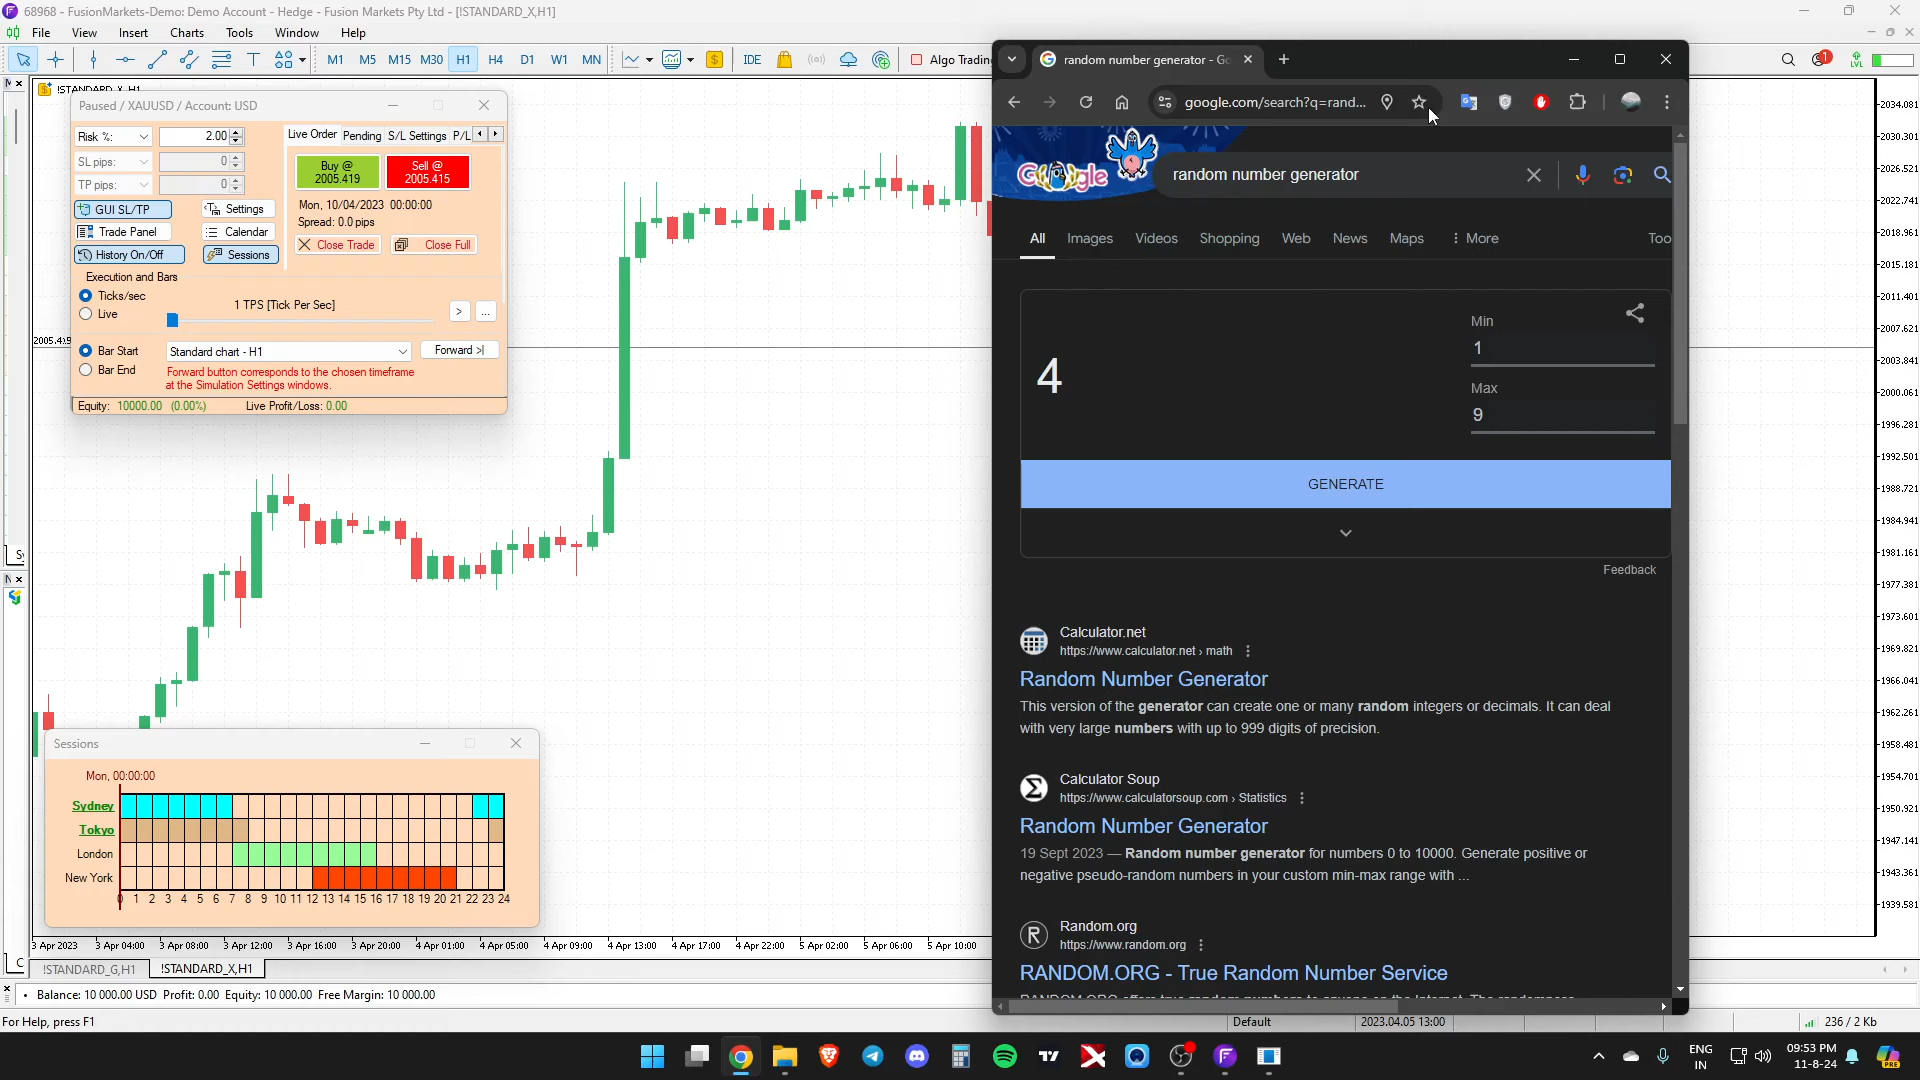 68968 - FusionMarkets-Demo: Demo Account - Hedge - Fusion Markets Pty Ltd - [!STANDARD_X,H1]
File View Insert Charts Tools Window Help
M1 M5 M15 M30 H1 H4 D1 W1 MN IDE Algo Trading
!STANDARD_X,H1
Paused / XAUUSD / Account: USD
Risk %: 2.00
SL pips: 0
TP pips: 0
GUI SL/TP Settings
Trade Panel Calendar
History On/Off Sessions
Live Order Pending S/L Settings P/L
Buy @ 2005.419
Sell @ 2005.415
Mon, 10/04/2023 00:00:00
Spread: 0.0 pips
Close Trade Close Full
Execution and Bars
Ticks/sec
Live
1 TPS [Tick Per Sec]
> ...
Bar Start Standard chart - H1 Forward >|
Bar End
Forward button corresponds to the chosen timeframe
at the Simulation Settings windows.
Equity: 10000.00 (0.00%) Live Profit/Loss: 0.00
Sessions
Mon, 00:00:00
Sydney
Tokyo
London
New York
0 1 2 3 4 5 6 7 8 9 10 11 12 13 14 15 16 17 18 19 20 21 22 23 24
3 Apr 2023 3 Apr 04:00 3 Apr 08:00 3 Apr 12:00 3 Apr 16:00 3 Apr 20:00 4 Apr 01:00 4 Apr 05:00 4 Apr 09:00 4 Apr 13:00 4 Apr 17:00 4 Apr 22:00 5 Apr 02:00 5 Apr 06:00 5 Apr 10:00
!STANDARD_G,H1 !STANDARD_X,H1
Balance: 10 000.00 USD Profit: 0.00 Equity: 10 000.00 Free Margin: 10 000.00
For Help, press F1
Default 2023.04.05 13:00 236 / 2 Kb
random number generator - Go
google.com/search?q=rand...
Google
random number generator
All Images Videos Shopping Web News Maps More Too
4
Min
1
Max
9
GENERATE
Feedback
Calculator.net
https://www.calculator.net › math
Random Number Generator
This version of the generator can create one or many random integers or decimals. It can deal
with very large numbers with up to 999 digits of precision.
Calculator Soup
https://www.calculatorsoup.com › Statistics
Random Number Generator
19 Sept 2023 — Random number generator for numbers 0 to 10000. Generate positive or
negative pseudo-random numbers in your custom min-max range with ...
Random.org
https://www.random.org
RANDOM.ORG - True Random Number Service
2034.081
2030.301
2026.521
2022.741
2018.961
2015.181
2011.401
2007.621
2003.841
2000.061
1996.281
1992.501
1988.721
1984.941
1981.161
1977.381
1973.601
1969.821
1966.041
1962.261
1958.481
1954.701
1950.921
1947.141
1943.361
1939.581
ENG
IN
09:53 PM
11-8-24